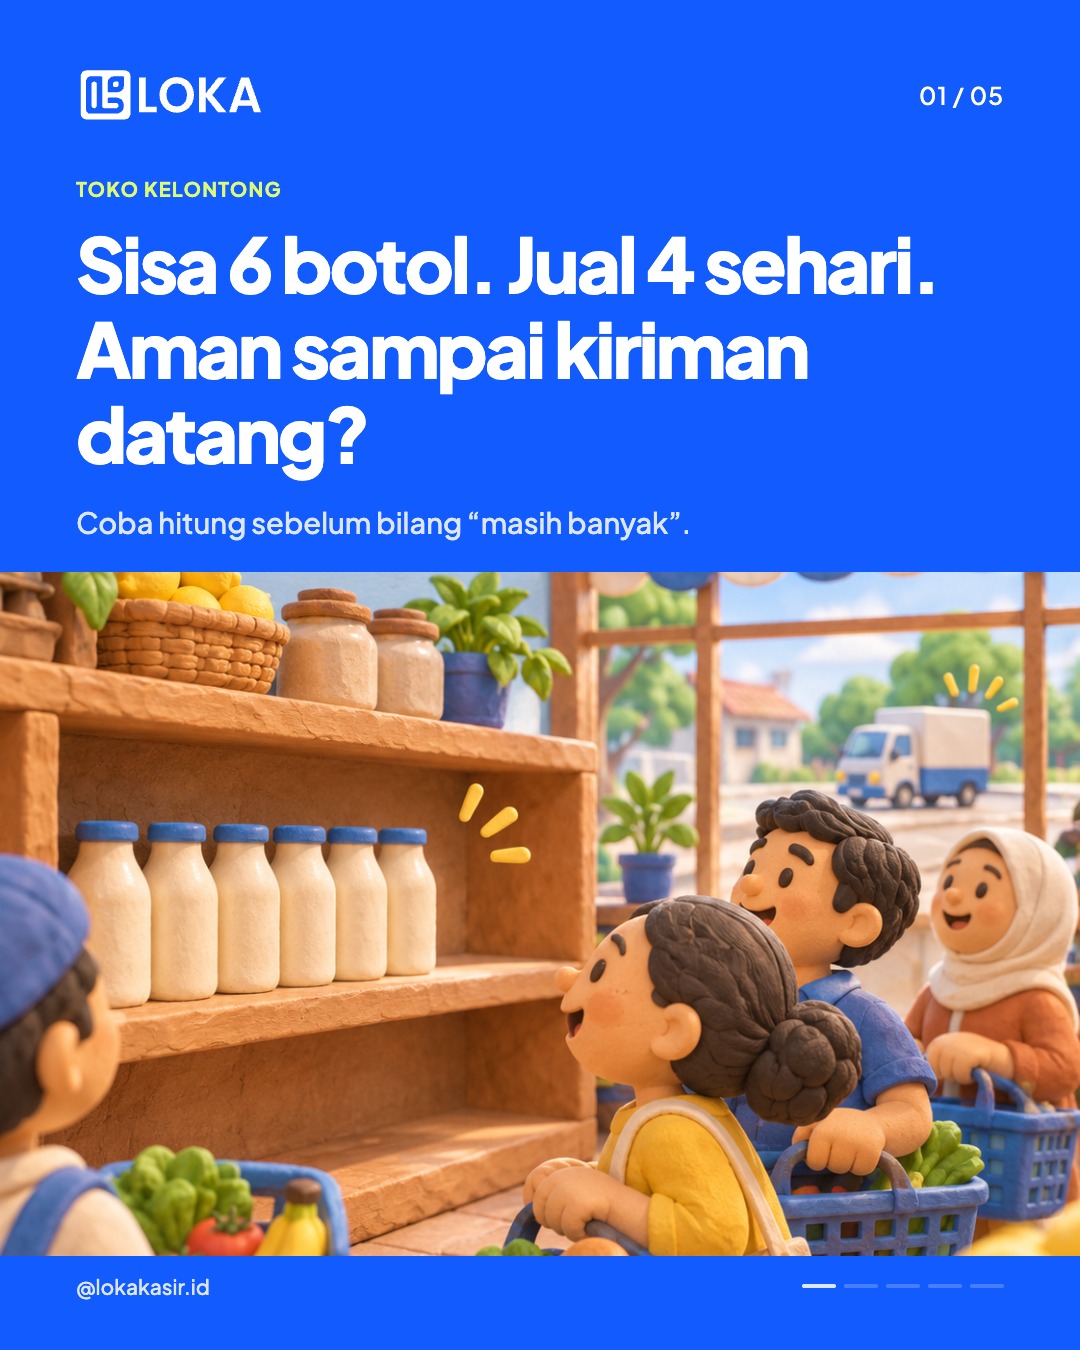 LOKA
01 / 05
TOKO KELONTONG
Sisa 6 botol. Jual 4 sehari.
Aman sampai kiriman
datang?
Coba hitung sebelum bilang “masih banyak”.
@lokakasir.id